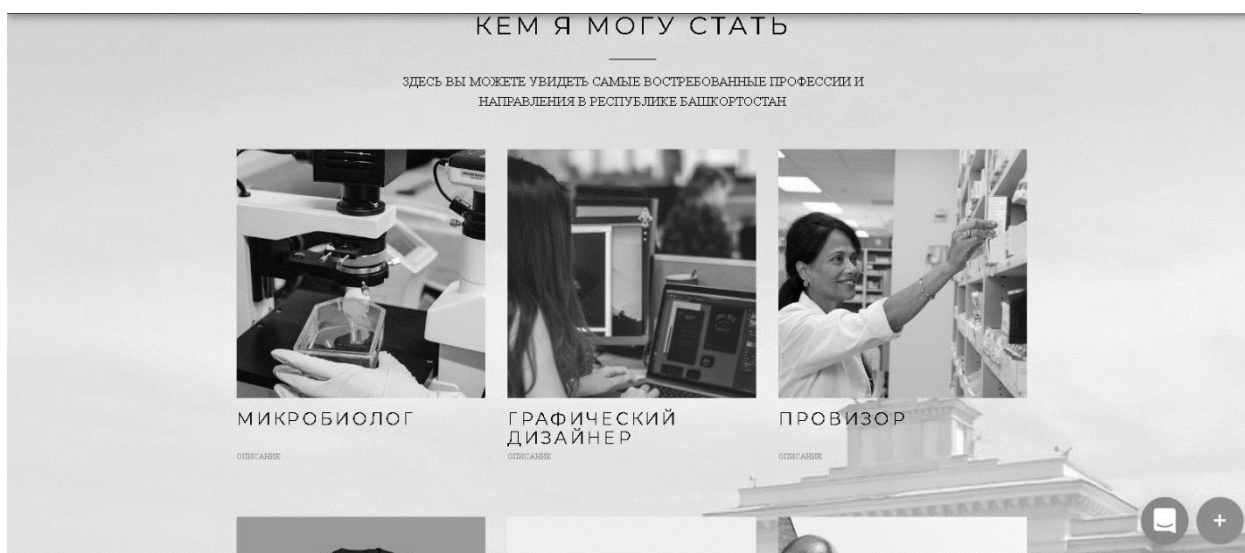 КЕМ Я МОГУ СТАТЬ
ЗДЕСЬ ВЫ МОЖЕТЕ УВИДЕТЬ САМЫЕ ВОСТРЕБОВАННЫЕ ПРОФЕССИИ И
НАПРАВЛЕНИЯ В РЕСПУБЛИКЕ БАШКОРТОСТАН
МИКРОБИОЛОГ
ГРАФИЧЕСКИЙ
ДИЗАЙНЕР
ПРОВИЗОР
ОПИСАНИЕ
ОПИСАНИЕ
ОПИСАНИЕ